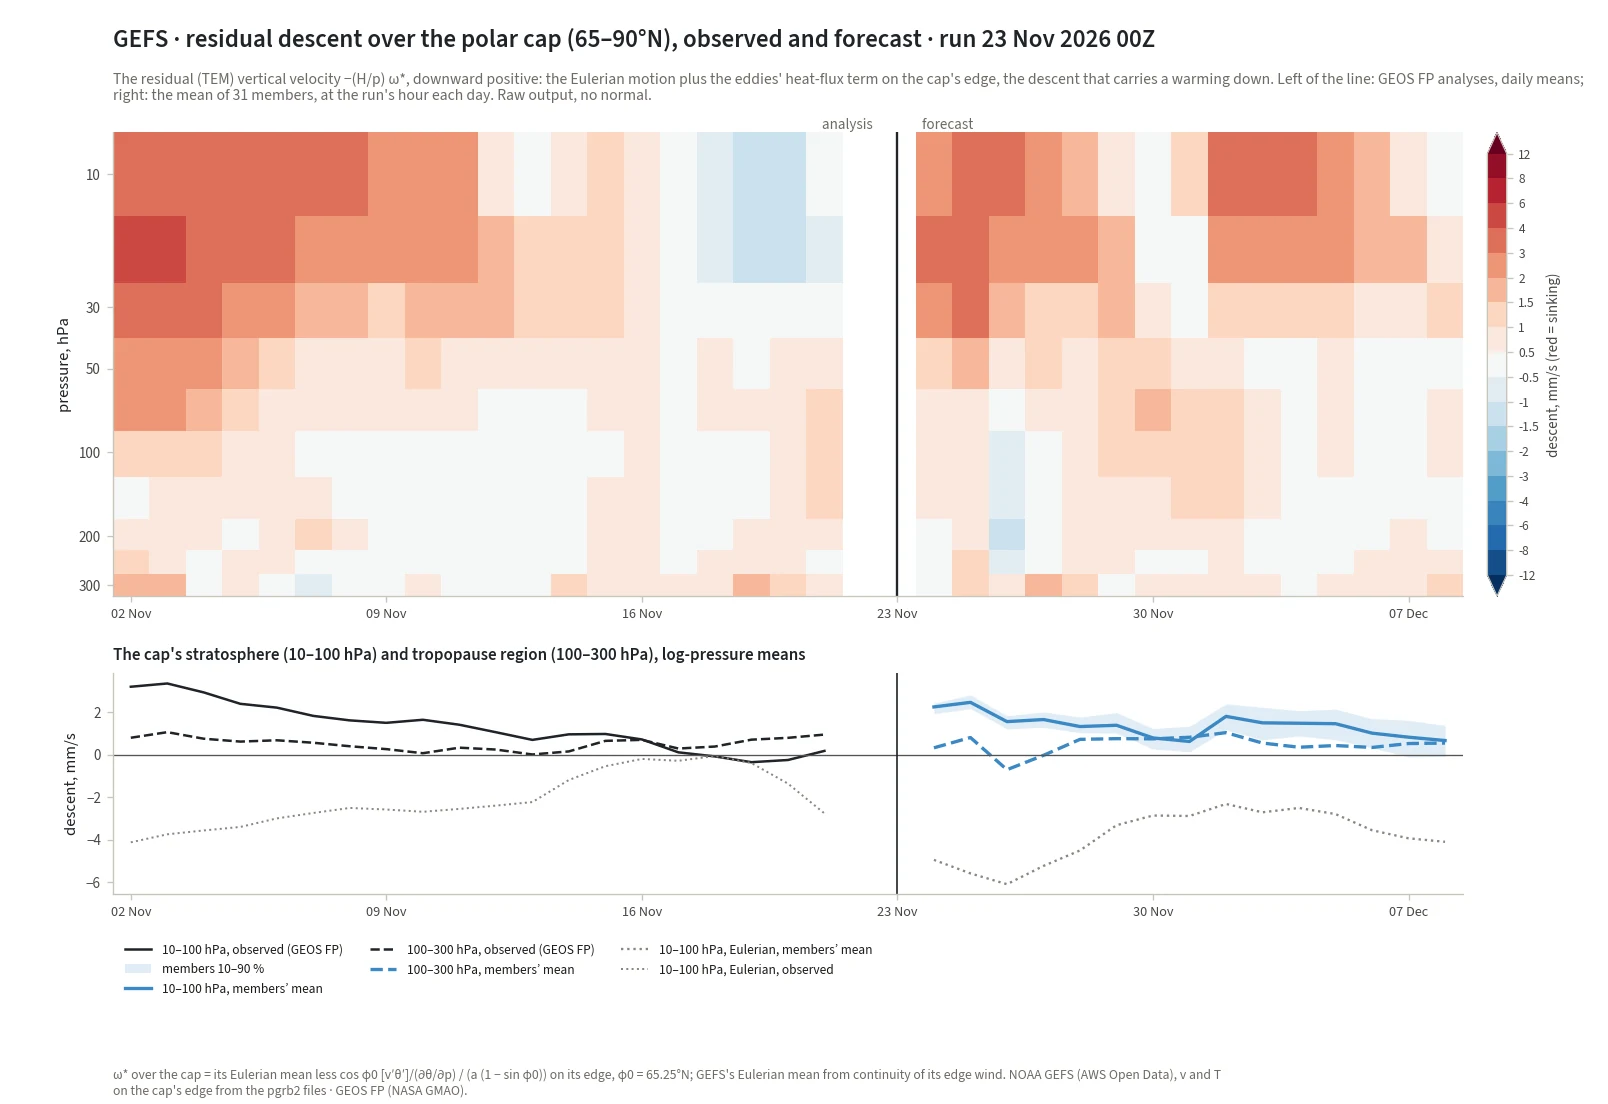 GEFS · residual descent over the polar cap (65–90°N), observed and forecast · run 23 Nov 2026 00Z
The residual (TEM) vertical velocity −(H/p) ω*, downward positive: the Eulerian motion plus the eddies' heat-flux term on the cap's edge, the descent that carries a warming down. Left of the line: GEOS FP analyses, daily means;
right: the mean of 31 members, at the run's hour each day. Raw output, no normal.
analysis
forecast
pressure, hPa
10
30
50
100
200
300
02 Nov
09 Nov
16 Nov
23 Nov
30 Nov
07 Dec
12
8
6
4
3
2
1.5
1
0.5
-0.5
-1
-1.5
-2
-3
-4
-6
-8
-12
descent, mm/s (red = sinking)
The cap's stratosphere (10–100 hPa) and tropopause region (100–300 hPa), log-pressure means
descent, mm/s
2
0
−2
−4
−6
02 Nov
09 Nov
16 Nov
23 Nov
30 Nov
07 Dec
10–100 hPa, observed (GEOS FP)
members 10–90 %
10–100 hPa, members’ mean
100–300 hPa, observed (GEOS FP)
100–300 hPa, members’ mean
10–100 hPa, Eulerian, members’ mean
10–100 hPa, Eulerian, observed
ω* over the cap = its Eulerian mean less cos ϕ0 [v′θ′]/(∂θ/∂p) / (a (1 − sin ϕ0)) on its edge, ϕ0 = 65.25°N; GEFS's Eulerian mean from continuity of its edge wind. NOAA GEFS (AWS Open Data), v and T
on the cap's edge from the pgrb2 files · GEOS FP (NASA GMAO).